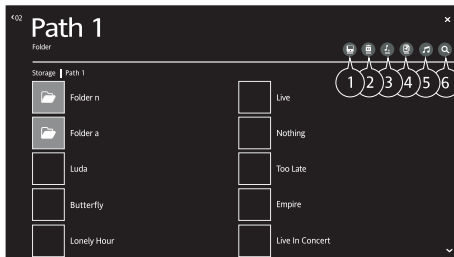 02
Path 1
Folder
1 2 3 4 5 6
Storage Path 1
Folder n
Live
Folder a
Nothing
Luda
Too Late
Butterfly
Empire
Lonely Hour
Live In Concert